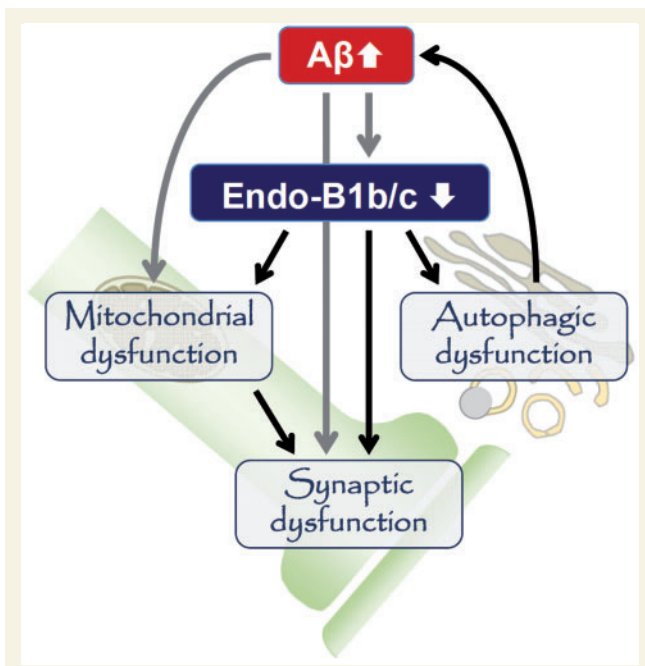 Aβ⬆
Endo-B1b/c ⬇
Mitochondrial
dysfunction
Autophagic
dysfunction
Synaptic
dysfunction